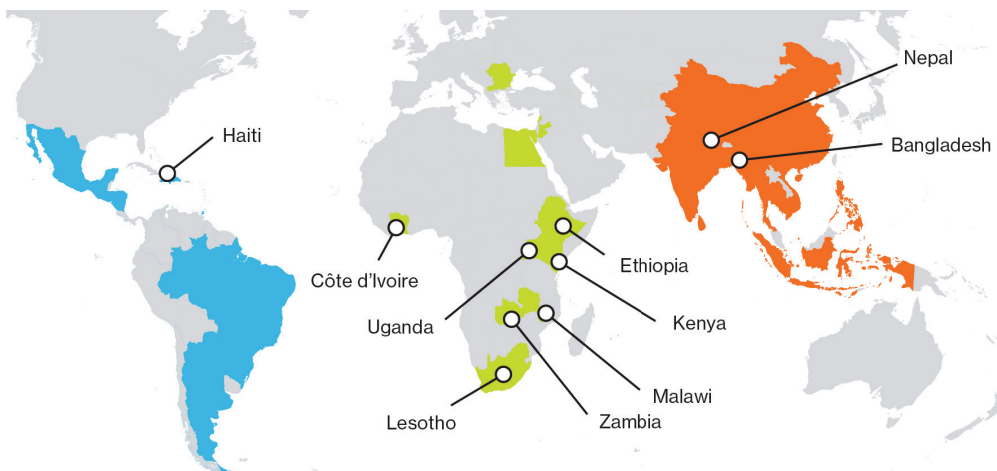 Nepal
Haiti
Bangladesh
Côte d’Ivoire
Ethiopia
Uganda
Kenya
Malawi
Lesotho
Zambia